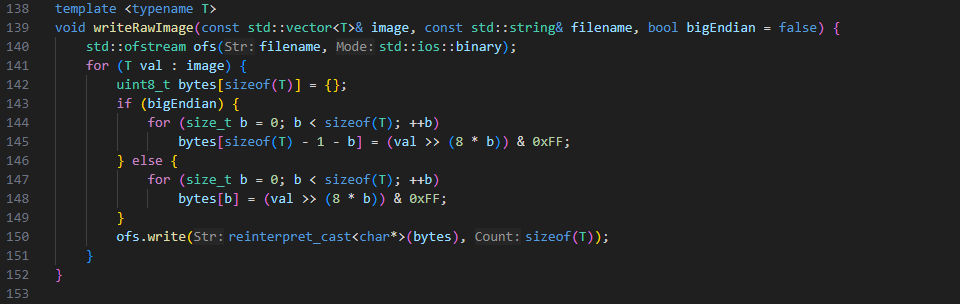 138 template <typename T>
139 void writeRawImage(const std::vector<T>& image, const std::string& filename, bool bigEndian = false) {
140     std::ofstream ofs(Str: filename, Mode: std::ios::binary);
141     for (T val : image) {
142         uint8_t bytes[sizeof(T)] = {};
143         if (bigEndian) {
144             for (size_t b = 0; b < sizeof(T); ++b)
145                 bytes[sizeof(T) - 1 - b] = (val >> (8 * b)) & 0xFF;
146         } else {
147             for (size_t b = 0; b < sizeof(T); ++b)
148                 bytes[b] = (val >> (8 * b)) & 0xFF;
149         }
150         ofs.write(Str: reinterpret_cast<char*>(bytes), Count: sizeof(T));
151     }
152 }
153